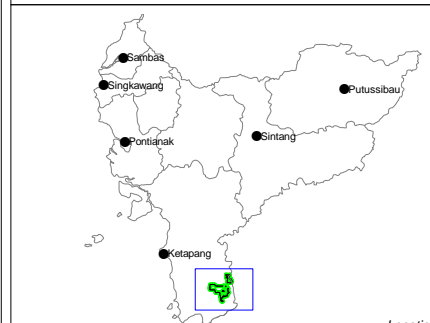 Sambas
Singkawang
Putussibau
Sintang
Pontianak
Ketapang